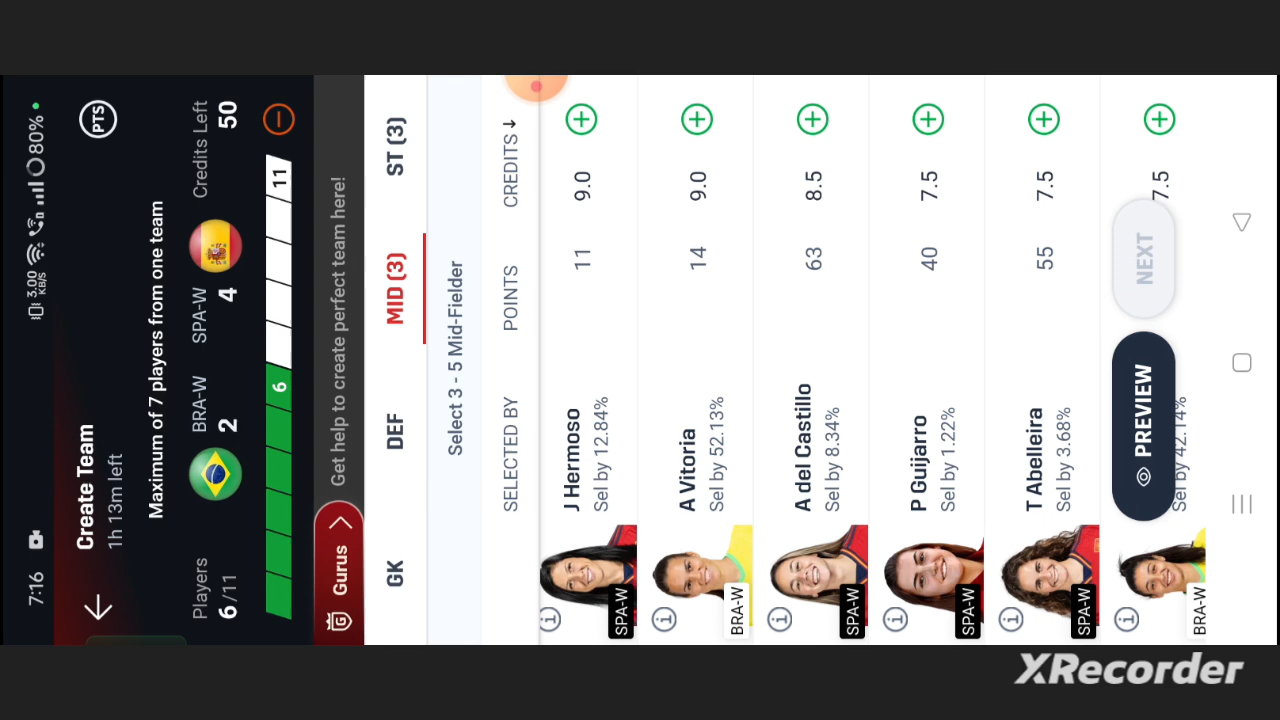 7:16 3.00 KB/S 80%
Create Team
1h 13m left
PTS
Maximum of 7 players from one team
Players BRA-W SPA-W Credits Left
6/11 2 4 50
6 11
Gurus Get help to create perfect team here!
GK DEF MID (3) ST (3)
Select 3 - 5 Mid-Fielder
SELECTED BY POINTS CREDITS
J Hermoso 11 9.0
Sel by 12.84%
SPA-W
A Vitoria 14 9.0
Sel by 52.13%
BRA-W
A del Castillo 63 8.5
Sel by 8.34%
SPA-W
P Guijarro 40 7.5
Sel by 1.22%
SPA-W
T Abelleira 55 7.5
Sel by 3.68%
SPA-W
7.5
PREVIEW NEXT
Sel by 42.14%
BRA-W
XRecorder